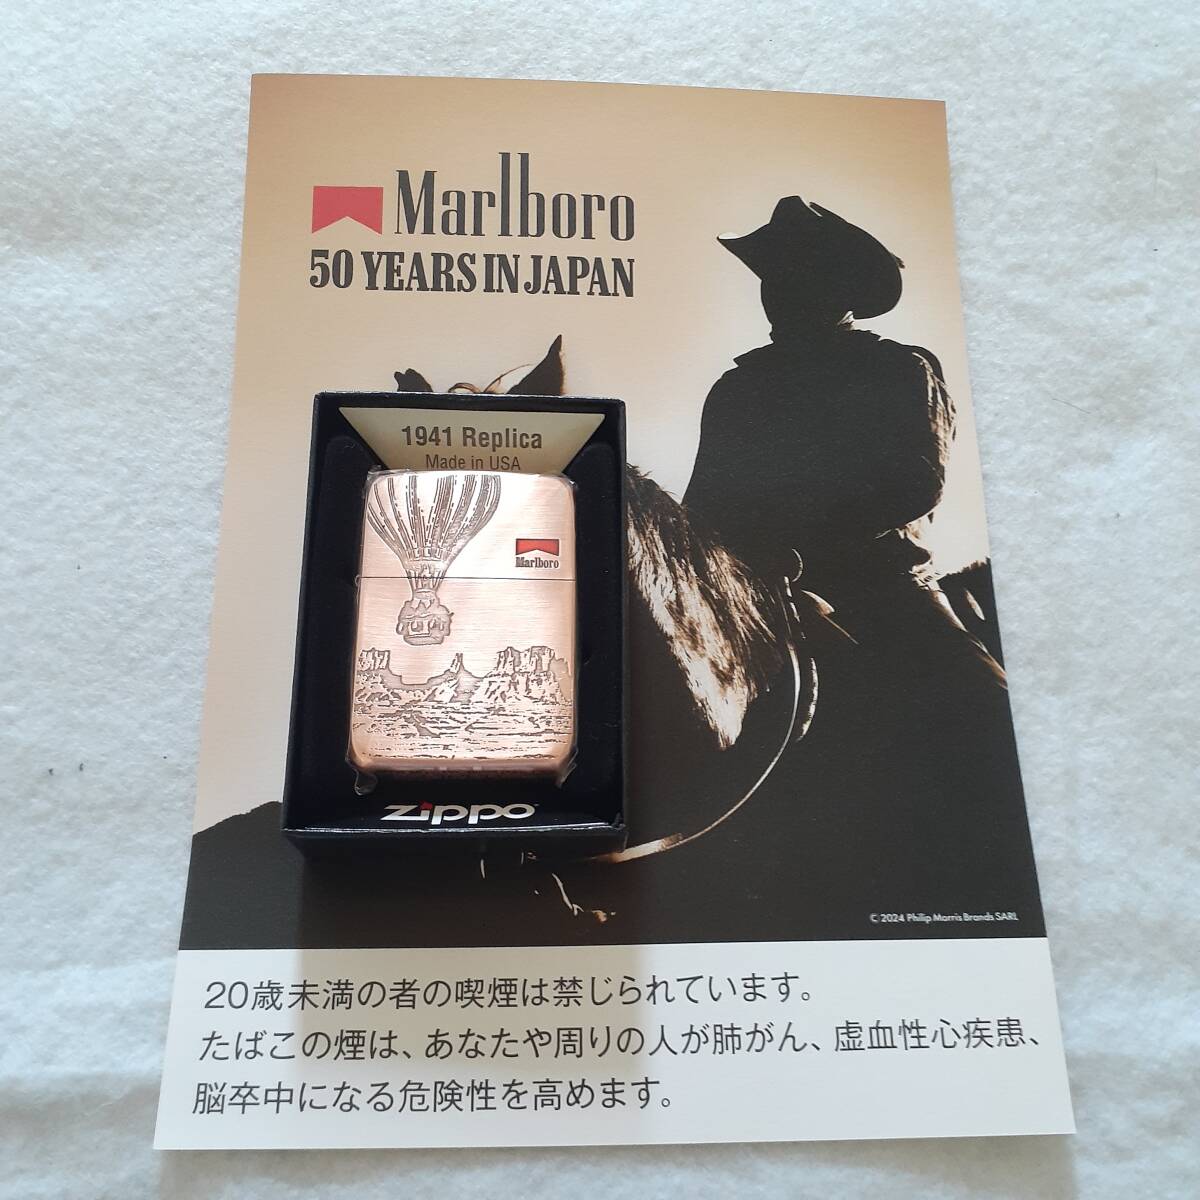 Marlboro
50 YEARS IN JAPAN
1941 Replica
Made in USA
Marlboro
zippo
© 2024 Philip Morris Brands SARL
20歳未満の者の喫煙は禁じられています。
たばこの煙は、あなたや周りの人が肺がん、虚血性心疾患、
脳卒中になる危険性を高めます。